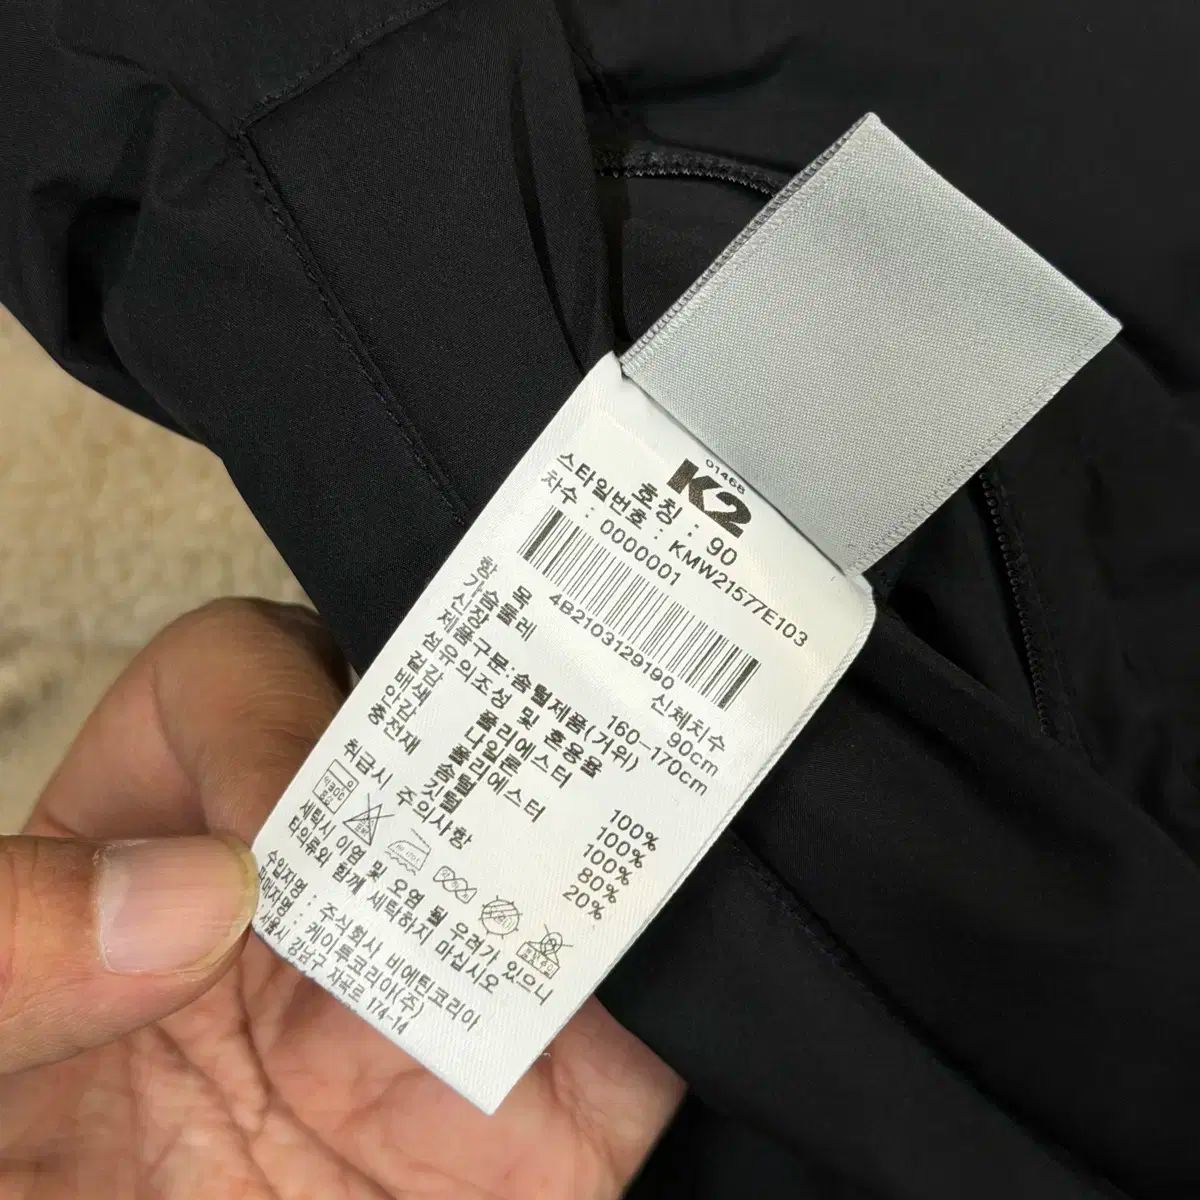 01468
K2
호칭 : 90
스타일번호 : KMW21577E103
차수 : 0000001
4B2103129190
항 목 신체치수
가슴둘레 90cm
신장 160-170cm
제품구분:솜털제품(거위)
섬유의조성 및 혼용율
겉감 폴리에스터 100%
배색 나일론 100%
안감 폴리에스터 100%
충전재 솜털 80%
깃털 20%
취급시 주의사항
세탁시 이염 및 오염 될 우려가 있으니
타의류와 함께 세탁하지 마십시오
수입자명 : 주식회사 비에틴코리아
판매자명 : 케이투코리아(주)
서울시 강남구 자곡로 174-14